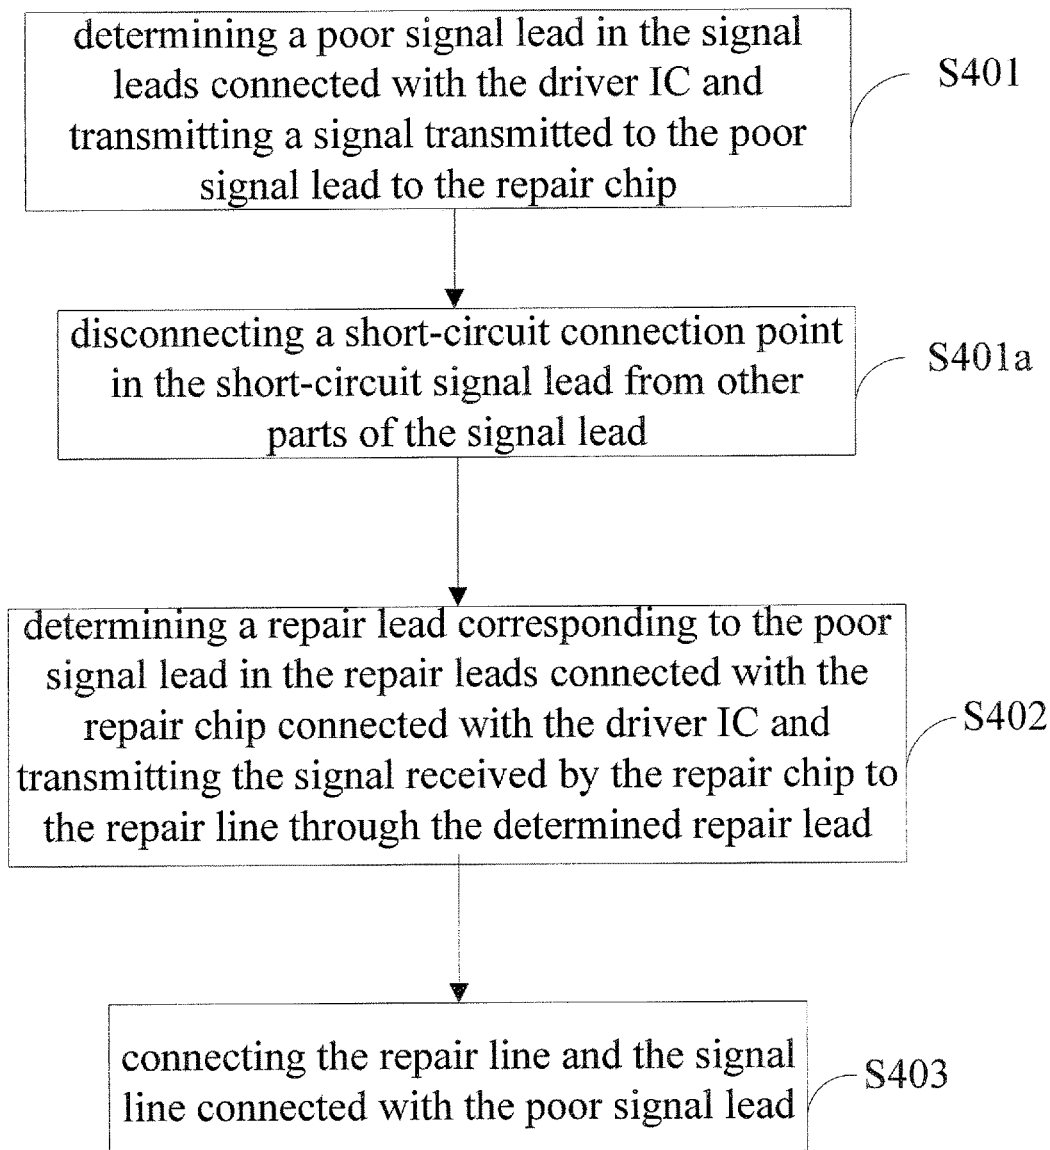 determining a poor signal lead in the signal
leads connected with the driver IC and
transmitting a signal transmitted to the poor
signal lead to the repair chip
S401
disconnecting a short-circuit connection point
in the short-circuit signal lead from other
parts of the signal lead
S401a
determining a repair lead corresponding to the poor
signal lead in the repair leads connected with the
repair chip connected with the driver IC and
transmitting the signal received by the repair chip to
the repair line through the determined repair lead
S402
connecting the repair line and the signal
line connected with the poor signal lead
S403